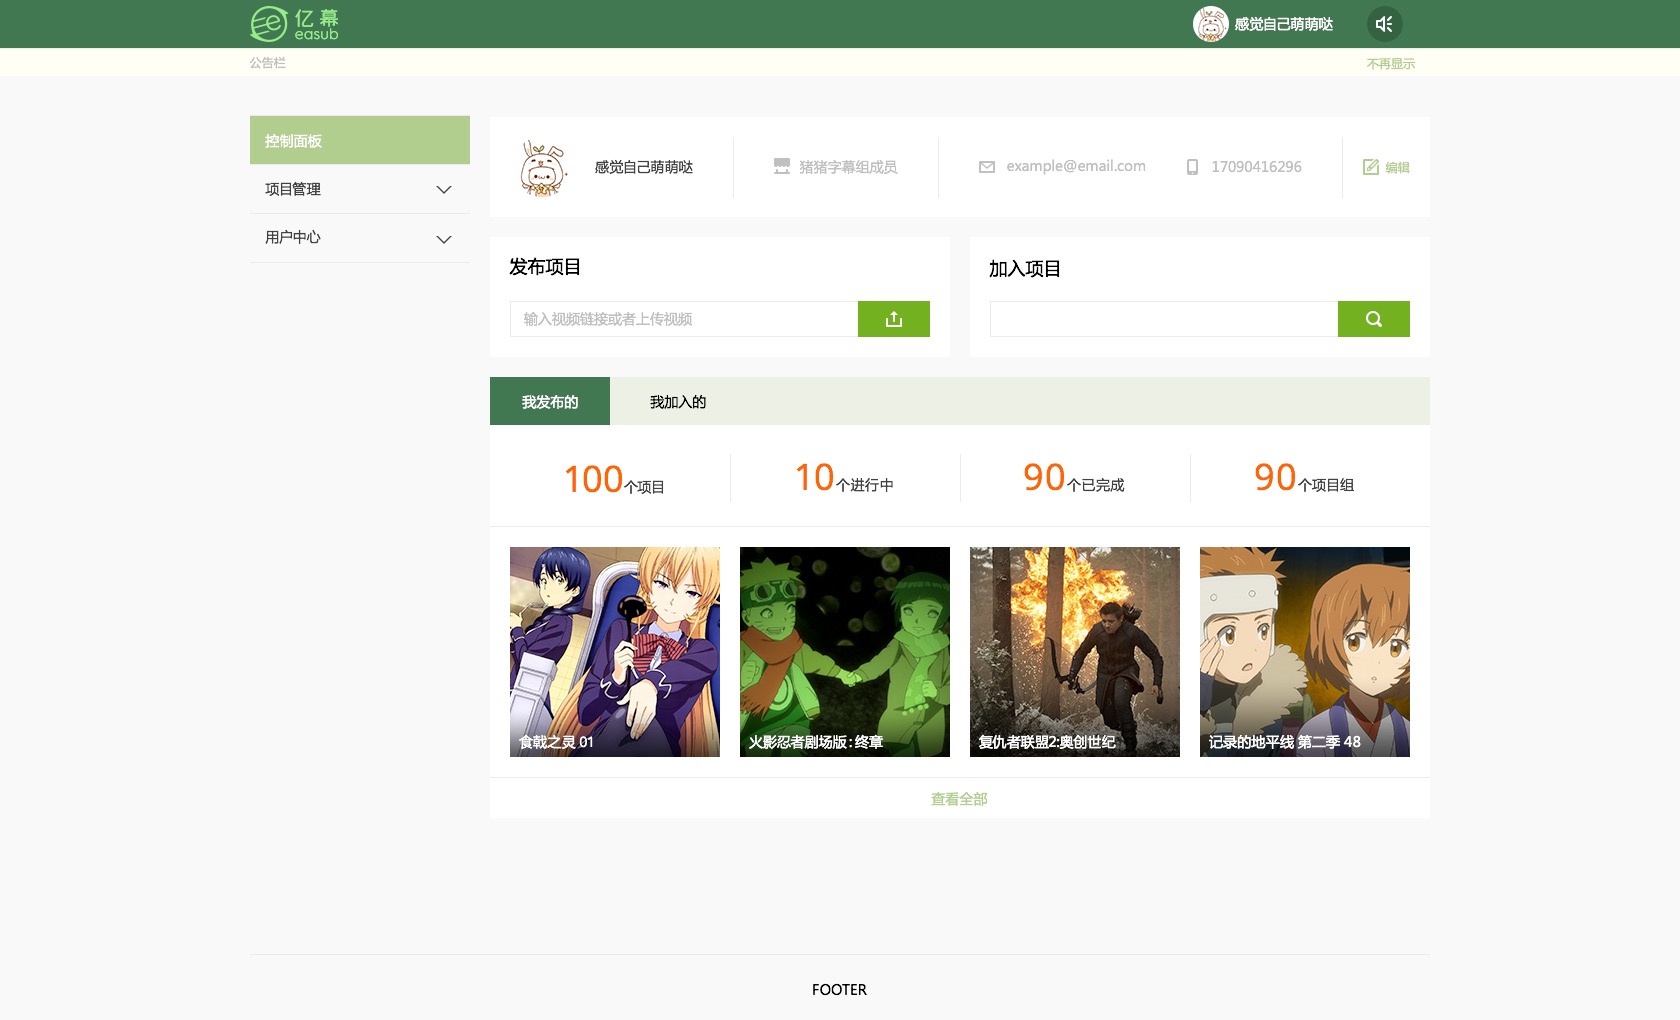 亿幕
easub
感觉自己萌萌哒
公告栏
不再显示
控制面板
项目管理
用户中心
感觉自己萌萌哒
猪猪字幕组成员
example@email.com
17090416296
编辑
发布项目
输入视频链接或者上传视频
加入项目
我发布的
我加入的
100个项目
10个进行中
90个已完成
90个项目组
食戟之灵 01
火影忍者剧场版:终章
复仇者联盟2:奥创世纪
记录的地平线 第二季 48
查看全部
FOOTER